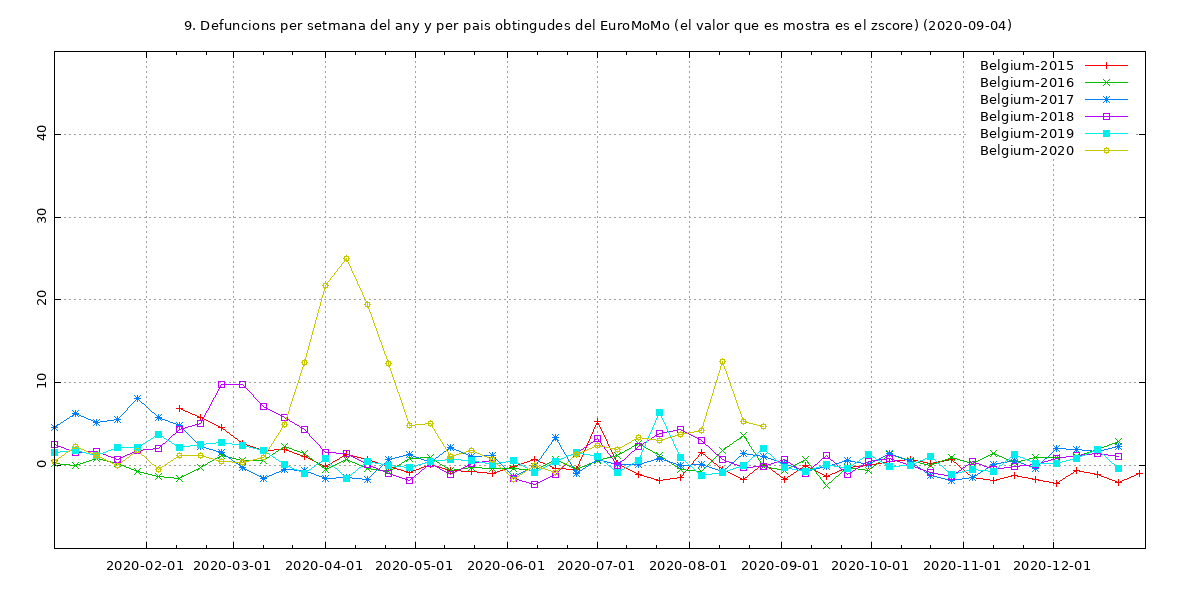 9. Defuncions per setmana del any y per pais obtingudes del EuroMoMo (el valor que es mostra es el zscore) (2020-09-04)
Belgium-2015
Belgium-2016
Belgium-2017
Belgium-2018
Belgium-2019
Belgium-2020
40
30
20
10
0
2020-02-01 2020-03-01 2020-04-01 2020-05-01 2020-06-01 2020-07-01 2020-08-01 2020-09-01 2020-10-01 2020-11-01 2020-12-01